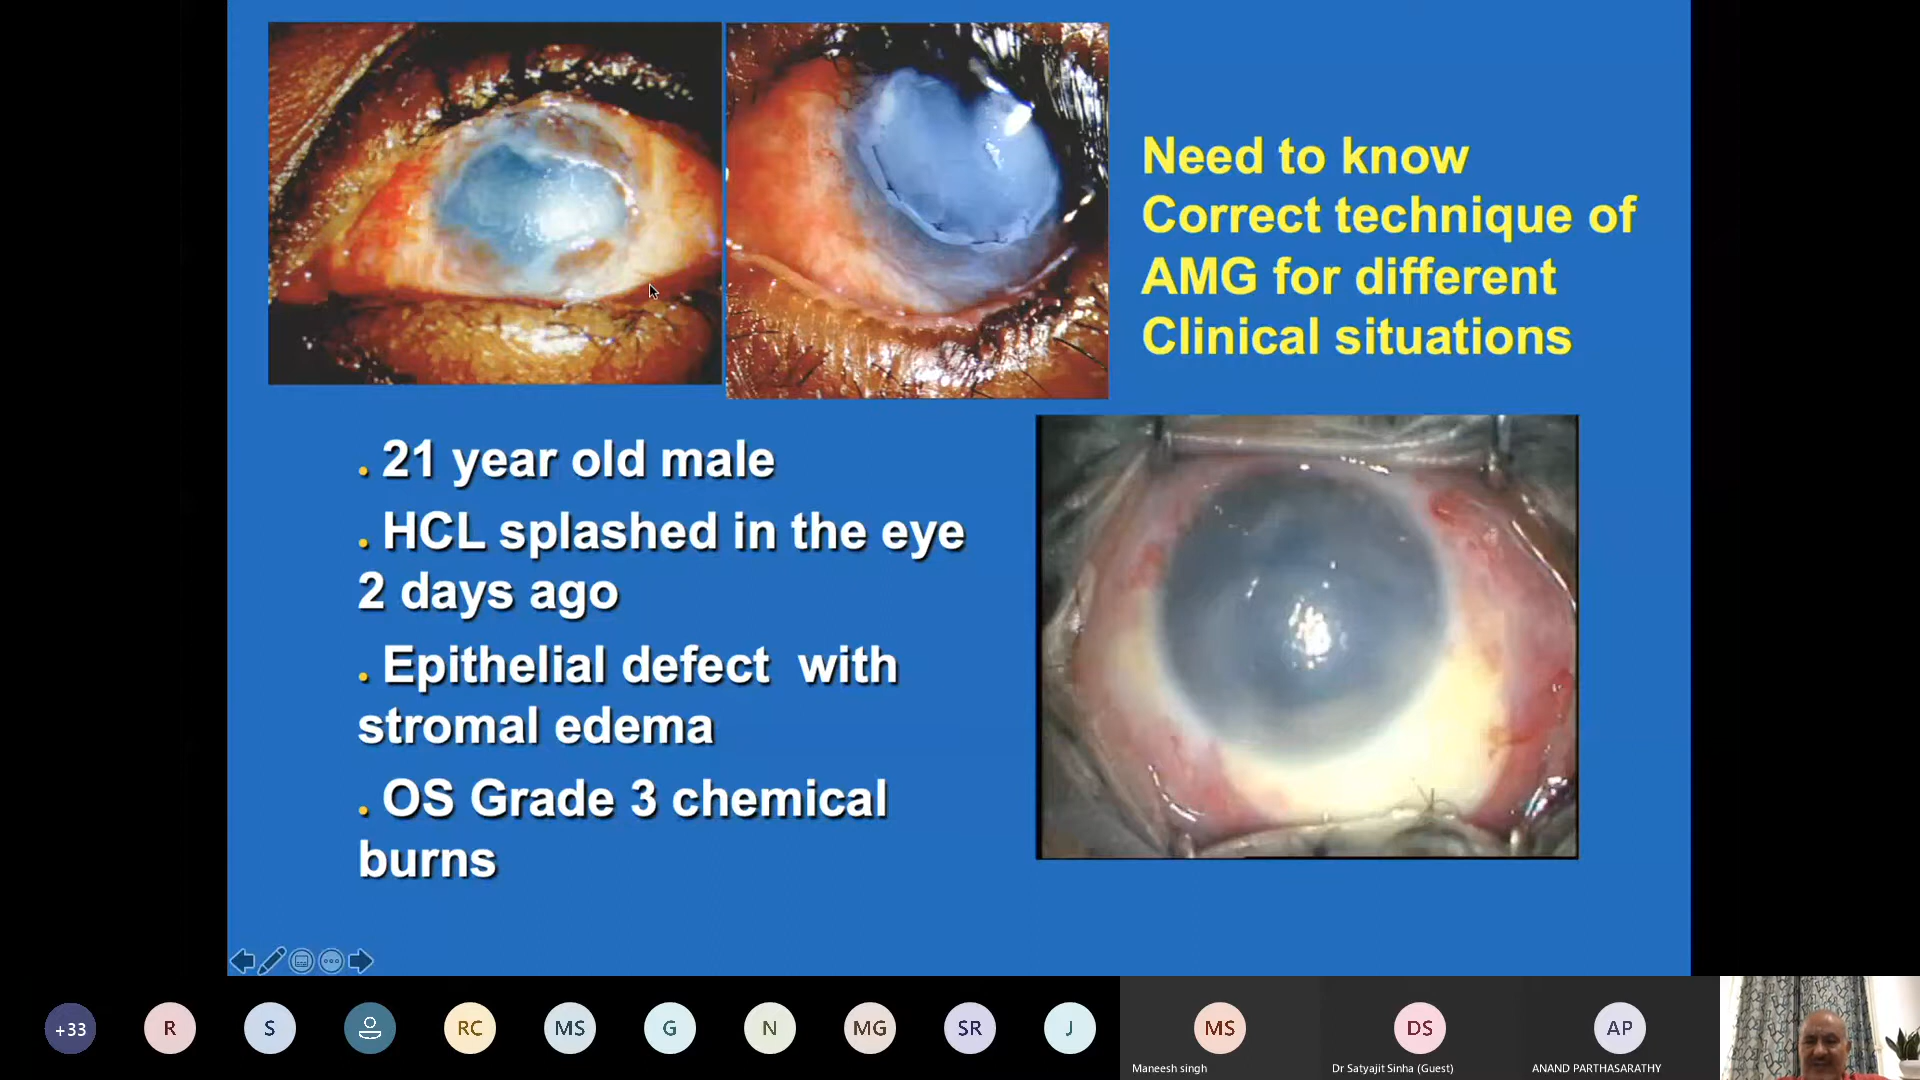 Need to know
Correct technique of
AMG for different
Clinical situations
. 21 year old male
. HCL splashed in the eye
2 days ago
. Epithelial defect with
stromal edema
. OS Grade 3 chemical
burns
+33
R
S
RC
MS
G
N
MG
SR
J
MS
DS
AP
Maneesh singh
Dr Satyajit Sinha (Guest)
ANAND PARTHASARATHY